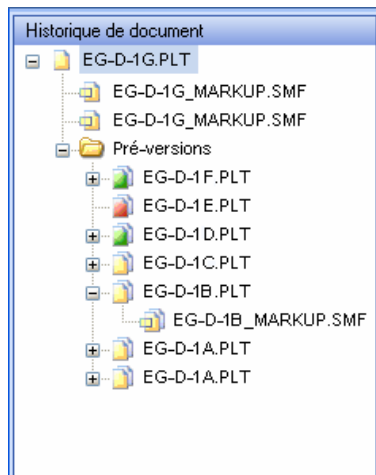 Historique de document
EG-D-1G.PLT
EG-D-1G_MARKUP.SMF
EG-D-1G_MARKUP.SMF
Pré-versions
EG-D-1F.PLT
EG-D-1E.PLT
EG-D-1D.PLT
EG-D-1C.PLT
EG-D-1B.PLT
EG-D-1B_MARKUP.SMF
EG-D-1A.PLT
EG-D-1A.PLT